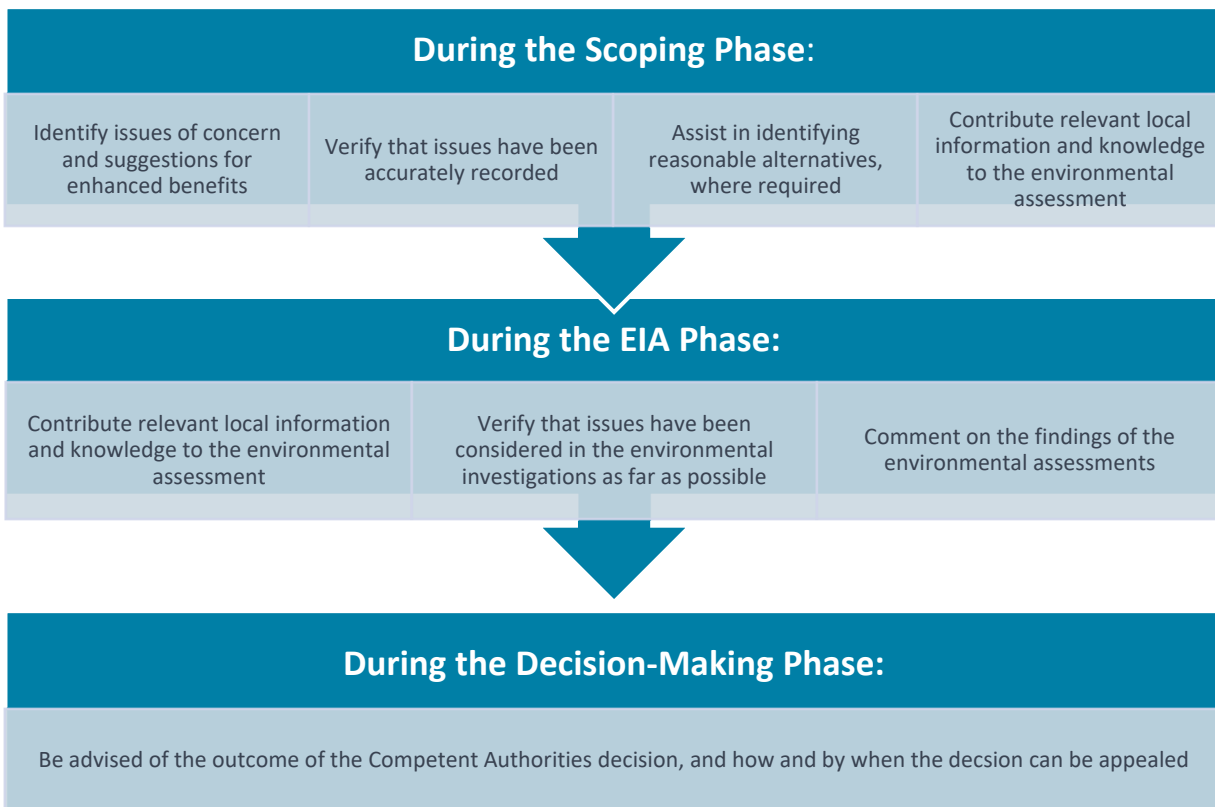 During the Scoping Phase:
Identify issues of concern
and suggestions for
enhanced benefits
Verify that issues have been
accurately recorded
Assist in identifying
reasonable alternatives,
where required
Contribute relevant local
information and knowledge
to the environmental
assessment
During the EIA Phase:
Contribute relevant local information
and knowledge to the environmental
assessment
Verify that issues have been
considered in the environmental
investigations as far as possible
Comment on the findings of the
environmental assessments
During the Decision-Making Phase:
Be advised of the outcome of the Competent Authorities decision, and how and by when the decsion can be appealed